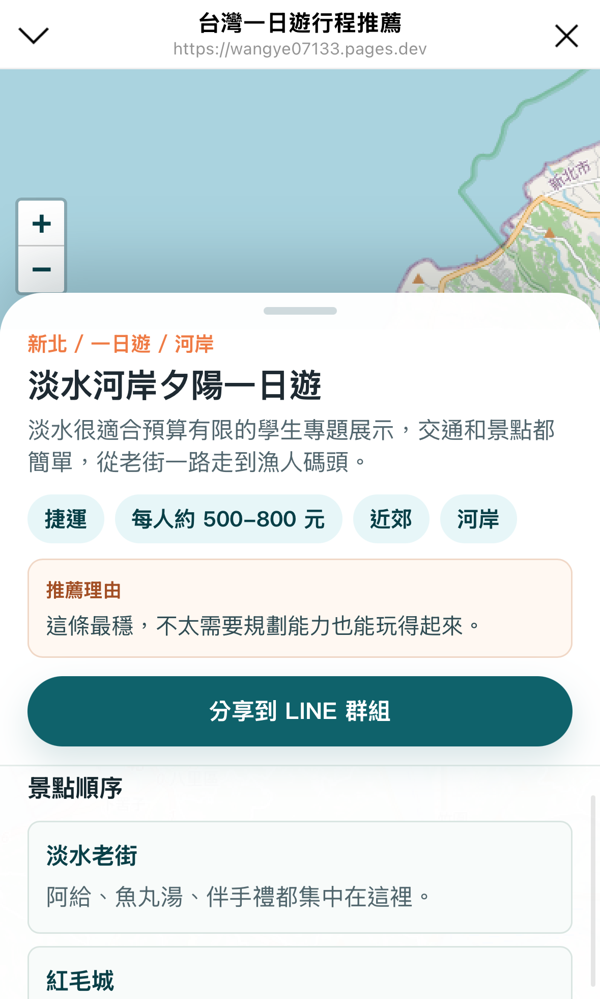 台灣一日遊行程推薦
https://wangye07133.pages.dev
新北市
+
−
新北 / 一日遊 / 河岸
淡水河岸夕陽一日遊
淡水很適合預算有限的學生專題展示，交通和景點都
簡單，從老街一路走到漁人碼頭。
捷運
每人約 500–800 元
近郊
河岸
推薦理由
這條最穩，不太需要規劃能力也能玩得起來。
分享到 LINE 群組
景點順序
淡水老街
阿給、魚丸湯、伴手禮都集中在這裡。
紅毛城